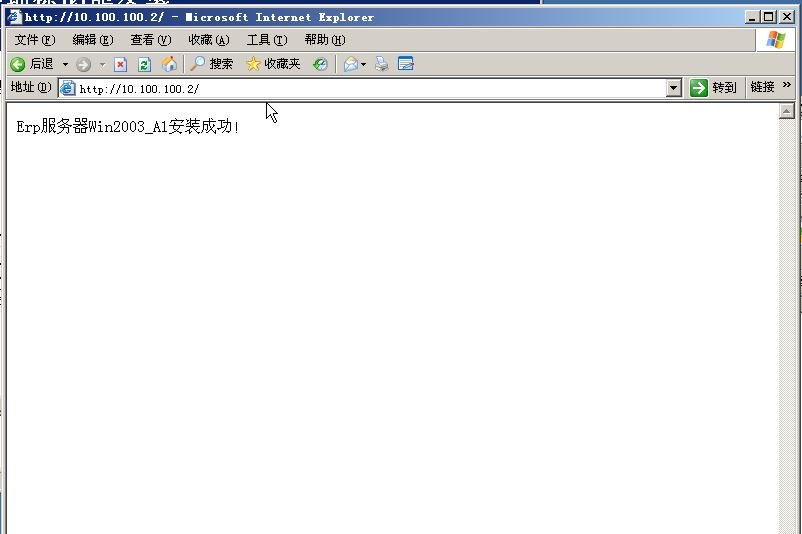 http://10.100.100.2/ - Microsoft Internet Explorer
文件(F) 编辑(E) 查看(V) 收藏(A) 工具(T) 帮助(H)
后退 搜索 收藏夹
地址(D) http://10.100.100.2/ 转到 链接 »
Erp服务器Win2003_A1安装成功!